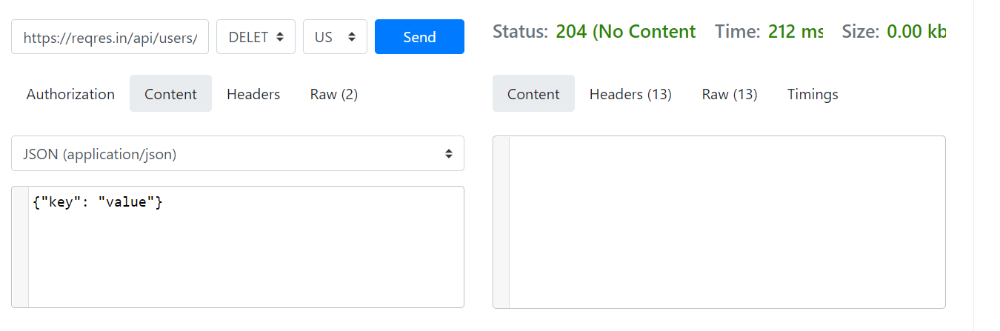 https://reqres.in/api/users/ DELET US Send
Status: 204 (No Content Time: 212 ms Size: 0.00 kb
Authorization Content Headers Raw (2)
Content Headers (13) Raw (13) Timings
JSON (application/json)
{"key": "value"}